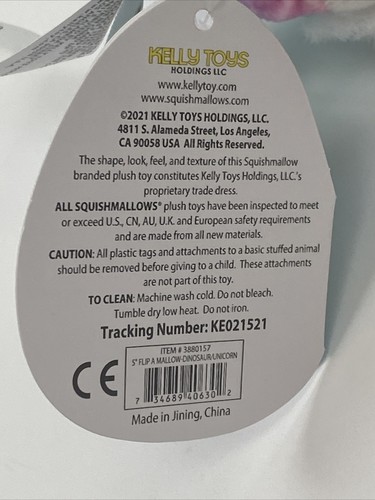 KELLY TOYS
HOLDINGS LLC
www.kellytoy.com
www.squishmallows.com
©2021 KELLY TOYS HOLDINGS, LLC.
4811 S. Alameda Street, Los Angeles,
CA 90058 USA All Rights Reserved.
The shape, look, feel, and texture of this Squishmallow
branded plush toy constitutes Kelly Toys Holdings, LLC.'s
proprietary trade dress.
ALL SQUISHMALLOWS® plush toys have been inspected to meet
or exceed U.S., CN, AU, U.K. and European safety requirements
and are made from all new materials.
CAUTION: All plastic tags and attachments to a basic stuffed animal
should be removed before giving to a child. These attachments
are not part of this toy.
TO CLEAN: Machine wash cold. Do not bleach.
Tumble dry low heat. Do not iron.
Tracking Number: KE021521
ITEM # 3880157
5" FLIP A MALLOW-DINOSAUR/UNICORN
CE
7 34689 40630 2
Made in Jining, China